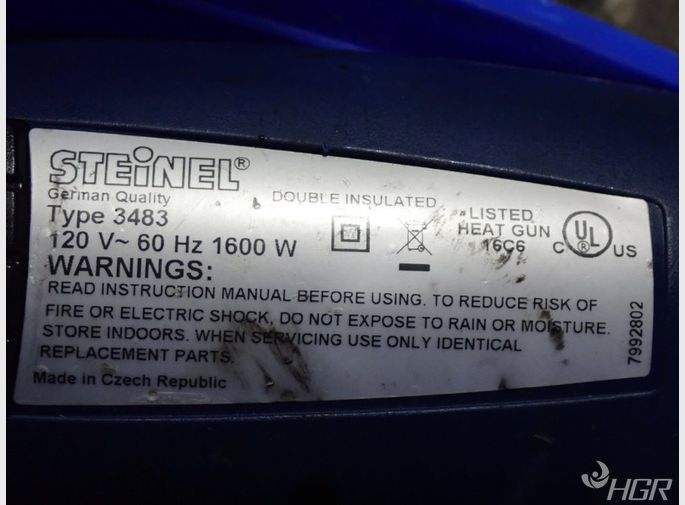 STEiNEL®
German Quality
DOUBLE INSULATED
Type 3483
120 V~ 60 Hz 1600 W
LISTED
HEAT GUN
16C6
C UL® US
WARNINGS:
READ INSTRUCTION MANUAL BEFORE USING. TO REDUCE RISK OF
FIRE OR ELECTRIC SHOCK, DO NOT EXPOSE TO RAIN OR MOISTURE.
STORE INDOORS. WHEN SERVICING USE ONLY IDENTICAL
REPLACEMENT PARTS.
Made in Czech Republic
7992802
HGR